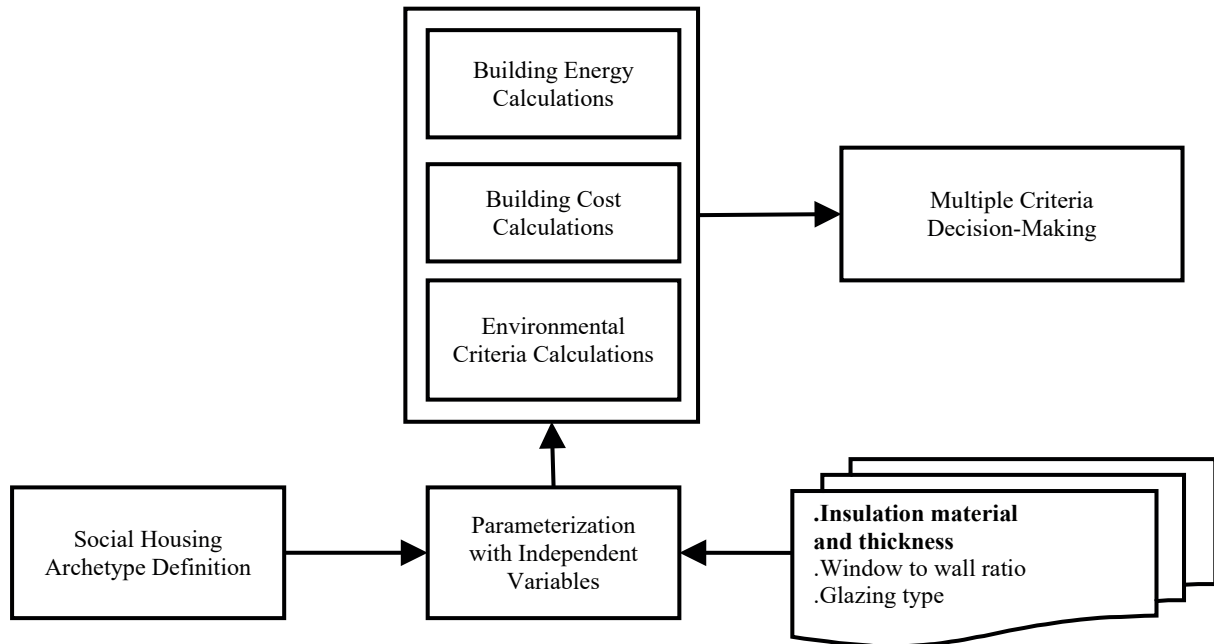 Building Energy
Calculations
Building Cost
Calculations
Environmental
Criteria Calculations
Multiple Criteria
Decision-Making
Social Housing
Archetype Definition
Parameterization
with Independent
Variables
.Insulation material
and thickness
.Window to wall ratio
.Glazing type